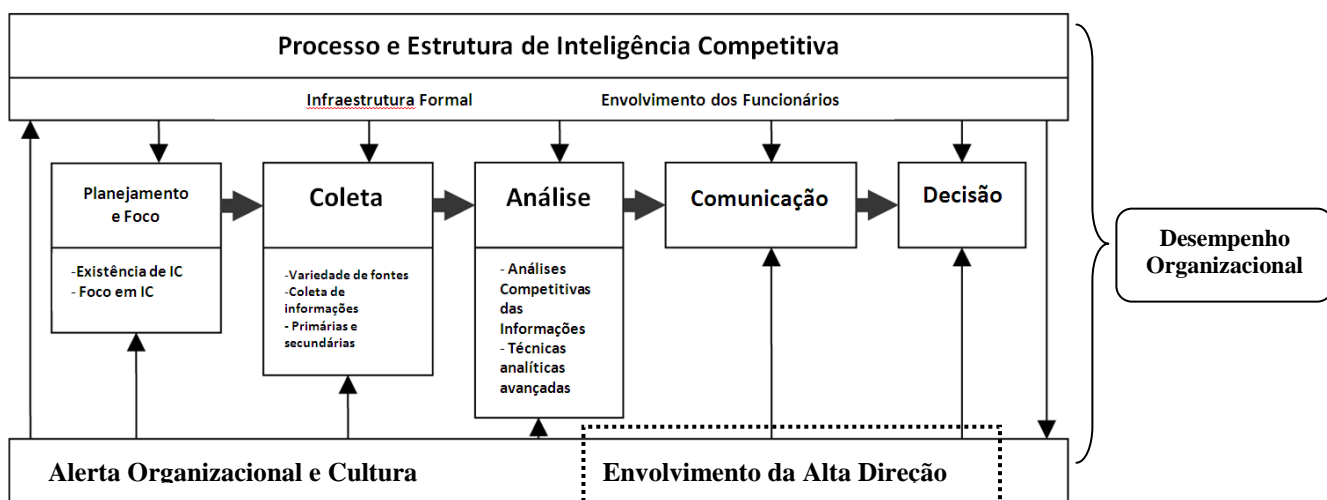 Processo e Estrutura de Inteligência Competitiva
Infraestrutura Formal
Envolvimento dos Funcionários
Planejamento
e Foco
-Existência de IC
- Foco em IC
Coleta
-Variedade de fontes
-Coleta de
informações
- Primárias e
secundárias
Análise
- Análises
Competitivas
das
Informações
- Técnicas
analíticas
avançadas
Comunicação
Decisão
Desempenho
Organizacional
Alerta Organizacional e Cultura
Envolvimento da Alta Direção